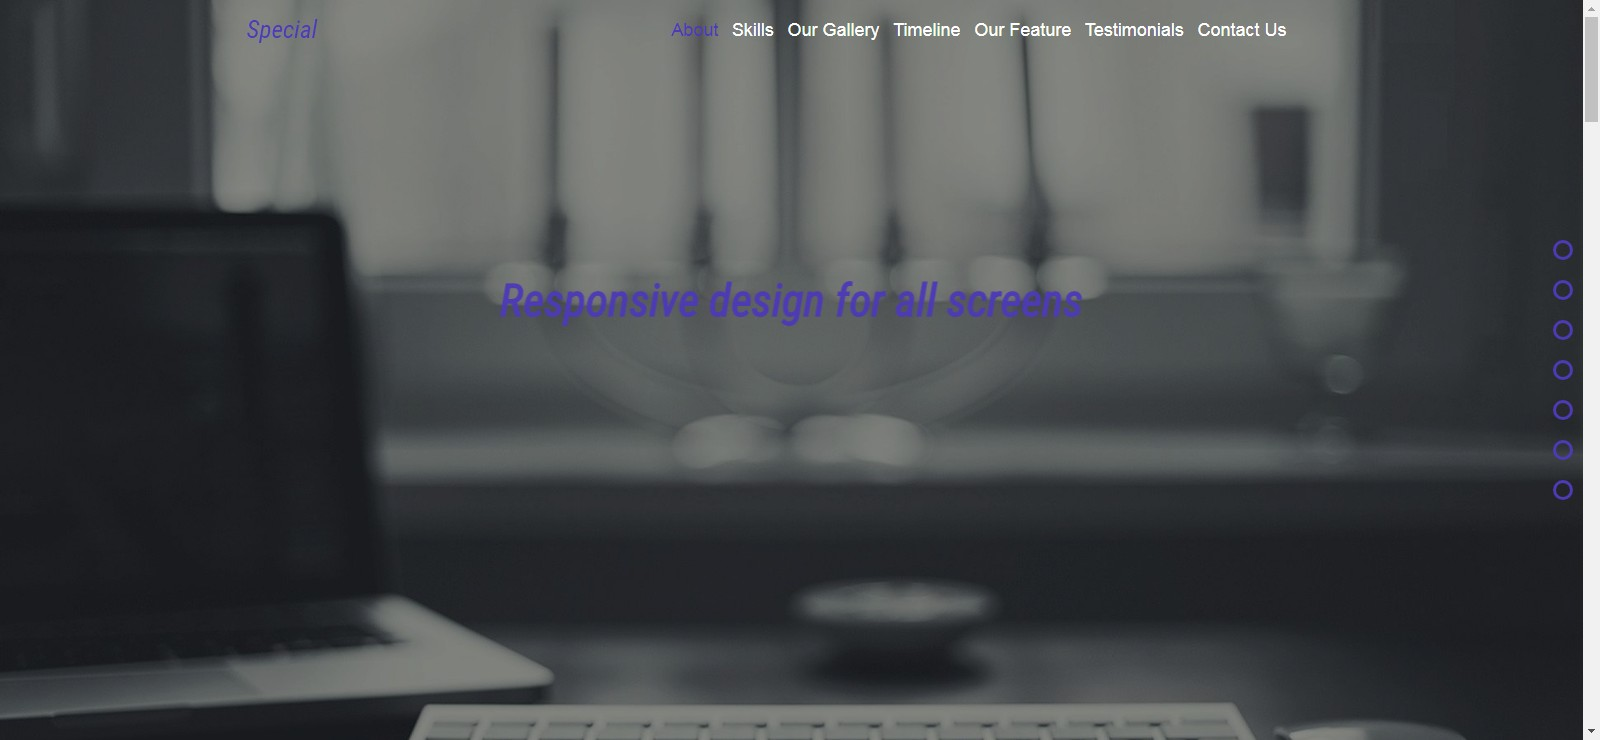 Special
About Skills Our Gallery Timeline Our Feature Testimonials Contact Us
Responsive design for all screens